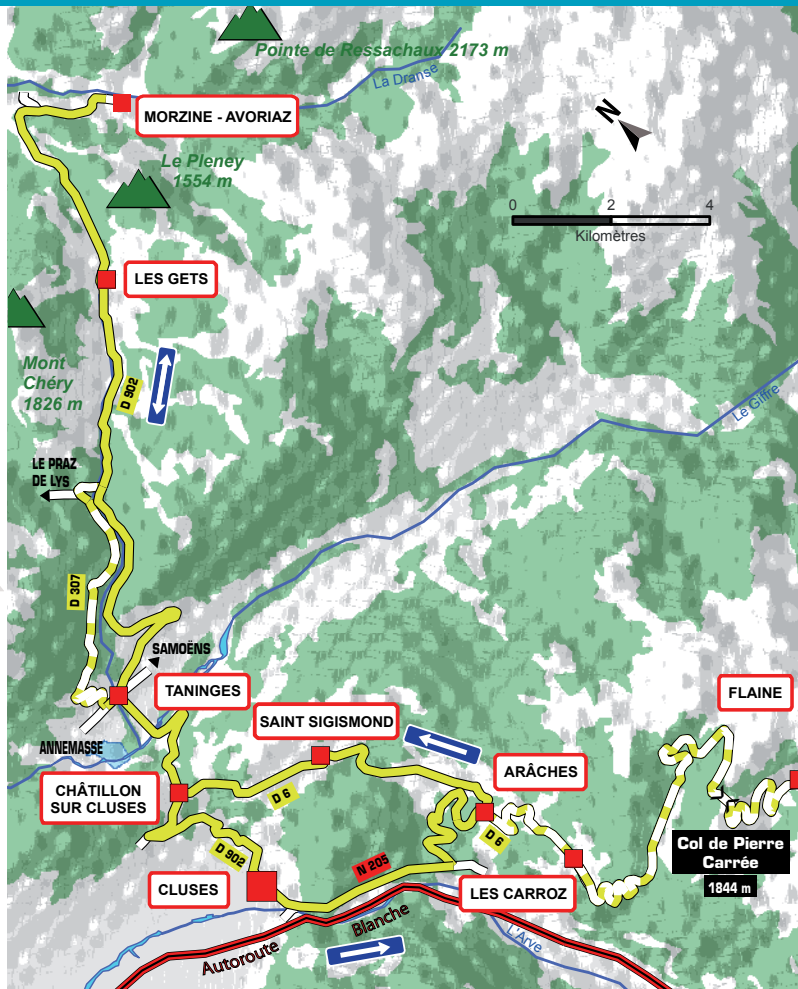 Pointe de Ressachaux 2173 m
La Dranse
MORZINE - AVORIAZ
N
Le Pleney
1554 m
0 2 4
Kilomètres
LES GETS
Mont
Chéry
1826 m
D 902
Le Giffre
LE PRAZ
DE LYS
D 307
SAMOËNS
TANINGES
FLAINE
SAINT SIGISMOND
ANNEMASSE
ARÂCHES
CHÂTILLON
SUR CLUSES
D 6
D 6
D 902
Col de Pierre
Carrée
1844 m
N 205
CLUSES
LES CARROZ
Autoroute Blanche
L'Arve